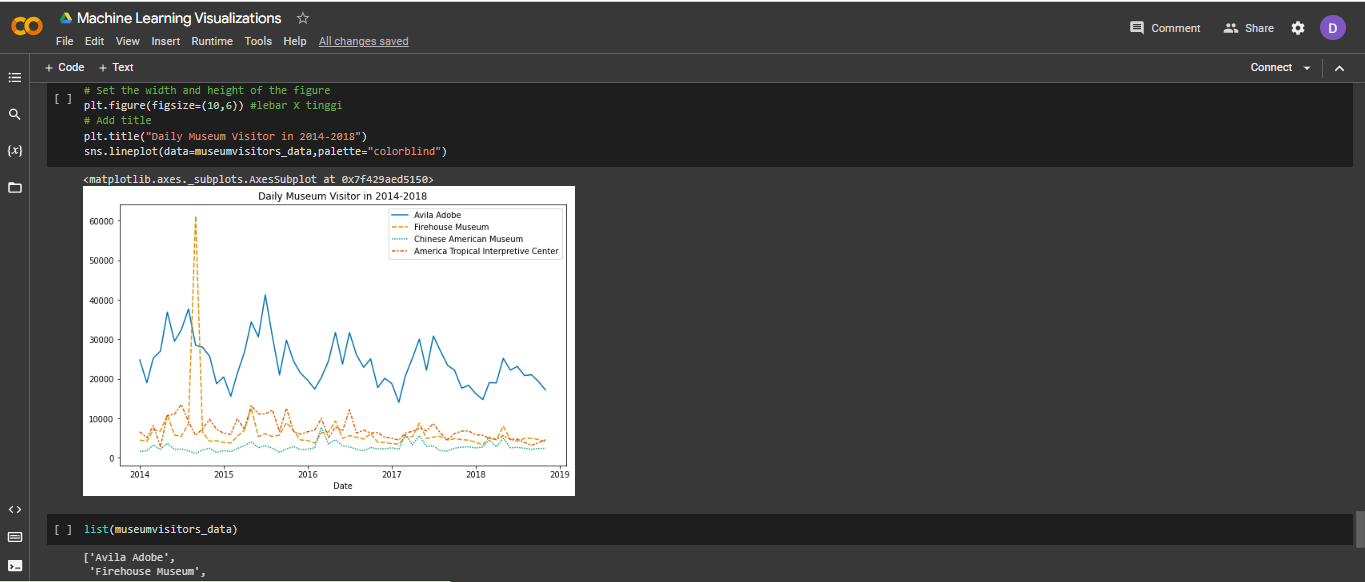 Machine Learning Visualizations
File Edit View Insert Runtime Tools Help All changes saved
Comment Share D
+ Code + Text
Connect
{x}
[ ]
# Set the width and height of the figure
plt.figure(figsize=(10,6)) #lebar X tinggi
# Add title
plt.title("Daily Museum Visitor in 2014-2018")
sns.lineplot(data=museumvisitors_data,palette="colorblind")
<matplotlib.axes._subplots.AxesSubplot at 0x7f429aed5150>
Daily Museum Visitor in 2014-2018
Avila Adobe
Firehouse Museum
Chinese American Museum
America Tropical Interpretive Center
60000
50000
40000
30000
20000
10000
0
2014 2015 2016 2017 2018 2019
Date
[ ] list(museumvisitors_data)
['Avila Adobe',
'Firehouse Museum',